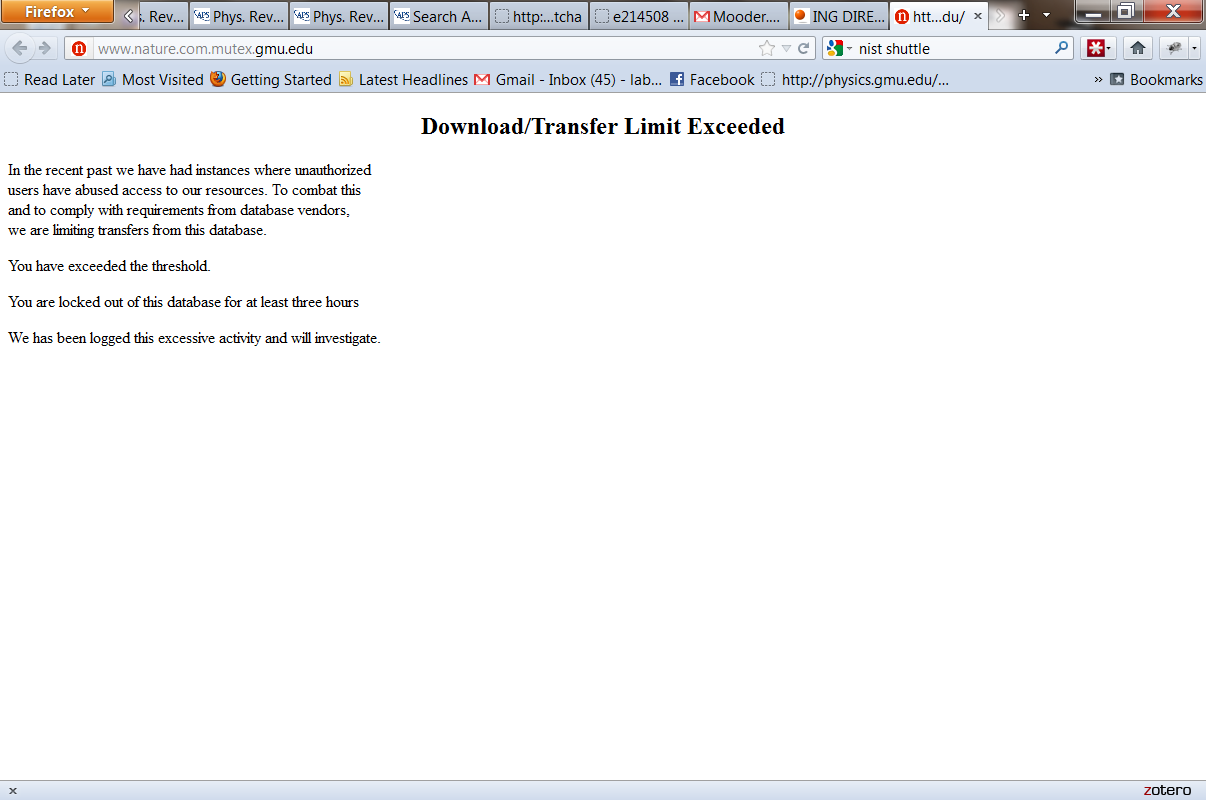 Firefox
. Rev...
Phys. Rev...
Phys. Rev...
Search A...
http:...tcha
e214508 ...
Mooder....
ING DIRE...
htt...du/
www.nature.com.mutex.gmu.edu
nist shuttle
Read Later
Most Visited
Getting Started
Latest Headlines
Gmail - Inbox (45) - lab...
Facebook
http://physics.gmu.edu/...
Bookmarks
Download/Transfer Limit Exceeded
In the recent past we have had instances where unauthorized
users have abused access to our resources. To combat this
and to comply with requirements from database vendors,
we are limiting transfers from this database.
You have exceeded the threshold.
You are locked out of this database for at least three hours
We has been logged this excessive activity and will investigate.
zotero